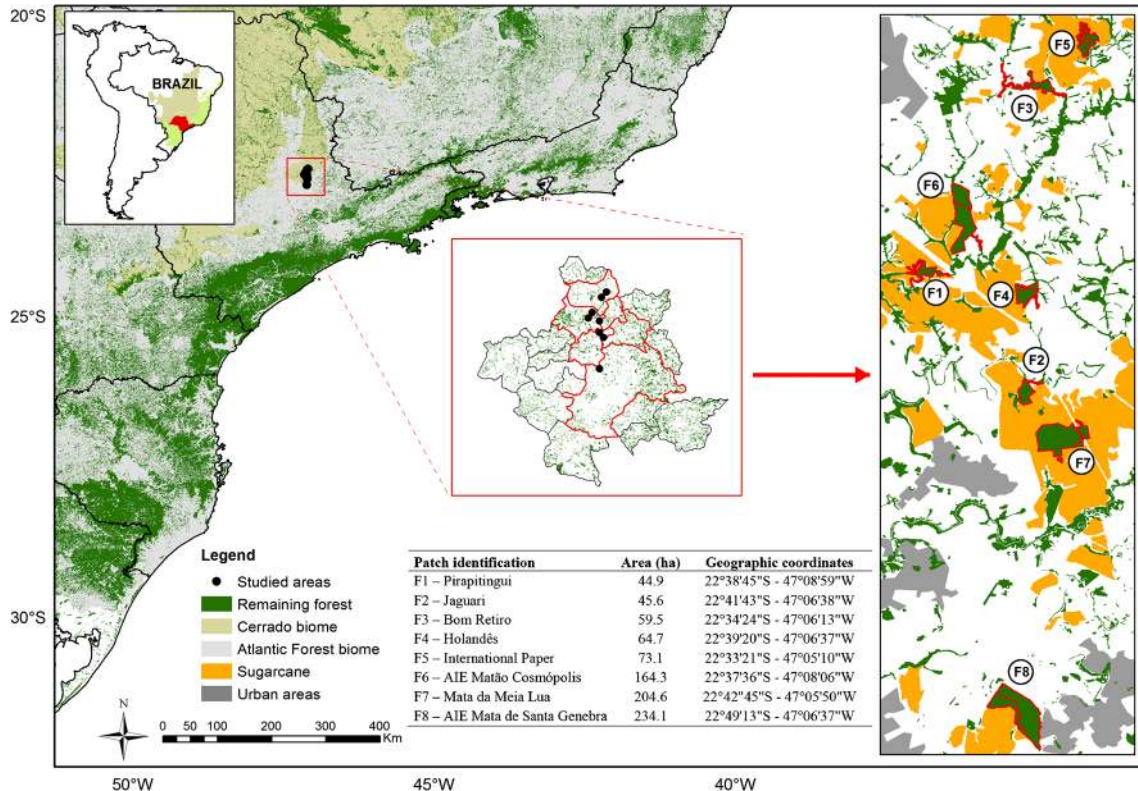 20°S
25°S
30°S
50°W
45°W
40°W
BRAZIL
Legend
Studied areas
Remaining forest
Cerrado biome
Atlantic Forest biome
Sugarcane
Urban areas
N
0 50 100 200 300 400
Km
Patch identification Area (ha) Geographic coordinates
F1 – Pirapitingui 44.9 22°38'45"S - 47°08'59"W
F2 – Jaguari 45.6 22°41'43"S - 47°06'38"W
F3 – Bom Retiro 59.5 22°34'24"S - 47°06'13"W
F4 – Holandês 64.7 22°39'20"S - 47°06'37"W
F5 – International Paper 73.1 22°33'21"S - 47°05'10"W
F6 – AIE Matão Cosmópolis 164.3 22°37'36"S - 47°08'06"W
F7 – Mata da Meia Lua 204.6 22°42'45"S - 47°05'50"W
F8 – AIE Mata de Santa Genebra 234.1 22°49'13"S - 47°06'37"W
F5
F3
F6
F1
F4
F2
F7
F8